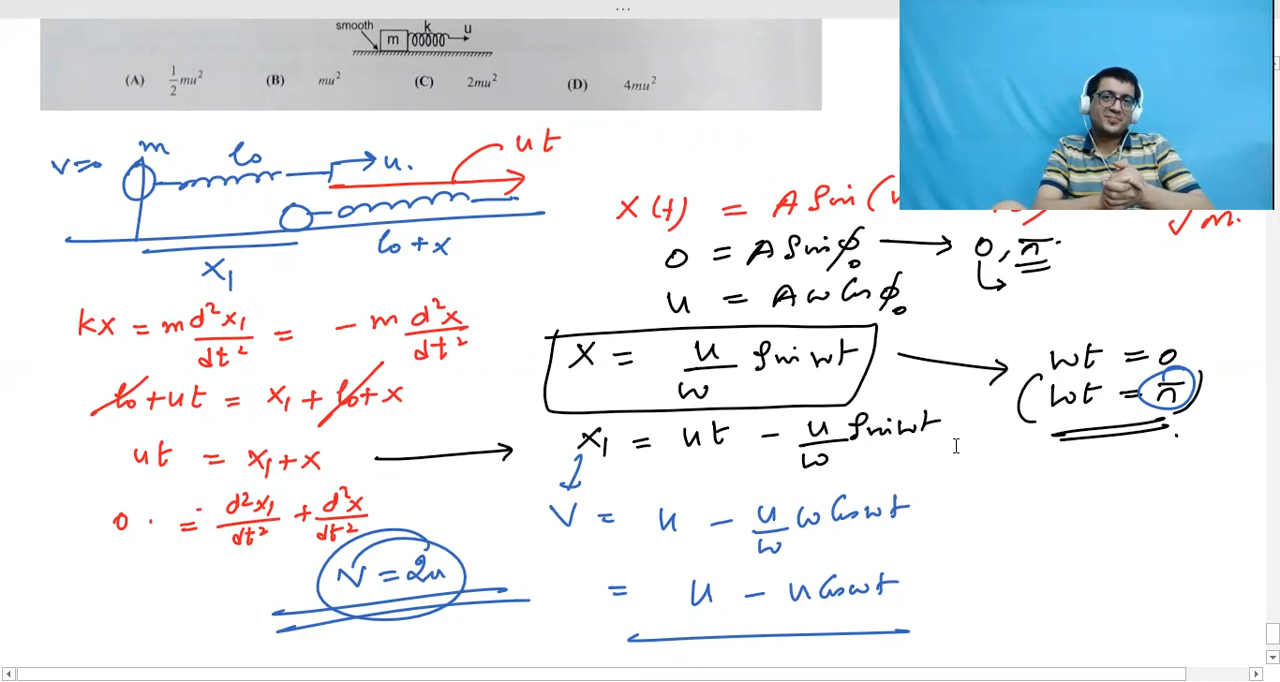 smooth
k
u
m
(A) 1/2 mu² (B) mu² (C) 2mu² (D) 4mu²
v=0
m
l₀
u.
ut
l₀+x
x₁
kx = m d²x₁/dt² = - m d²x/dt²
l₀+ut = x₁ + l₀+x
ut = x₁+x
0 = d²x₁/dt² + d²x/dt²
v=2u
x(t) = A sin(
√ m.
0 = A sin ϕ₀ → 0, π.
u = Aω cos ϕ₀
x = u/ω sin ωt
ωt = 0
(ωt = π)
x₁ = ut - u/ω sin ωt
v = u - u/ω ω cos ωt
= u - u cos ωt